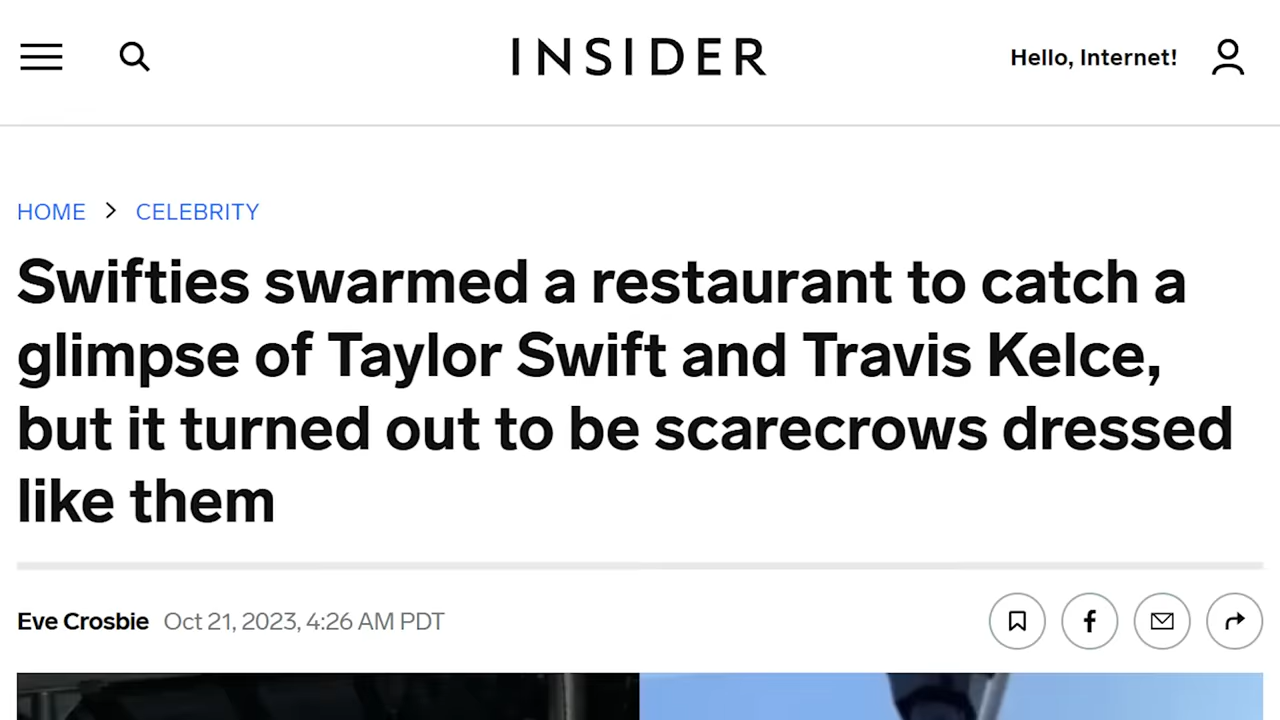 INSIDER
Hello, Internet!
HOME > CELEBRITY
Swifties swarmed a restaurant to catch a
glimpse of Taylor Swift and Travis Kelce,
but it turned out to be scarecrows dressed
like them
Eve Crosbie Oct 21, 2023, 4:26 AM PDT